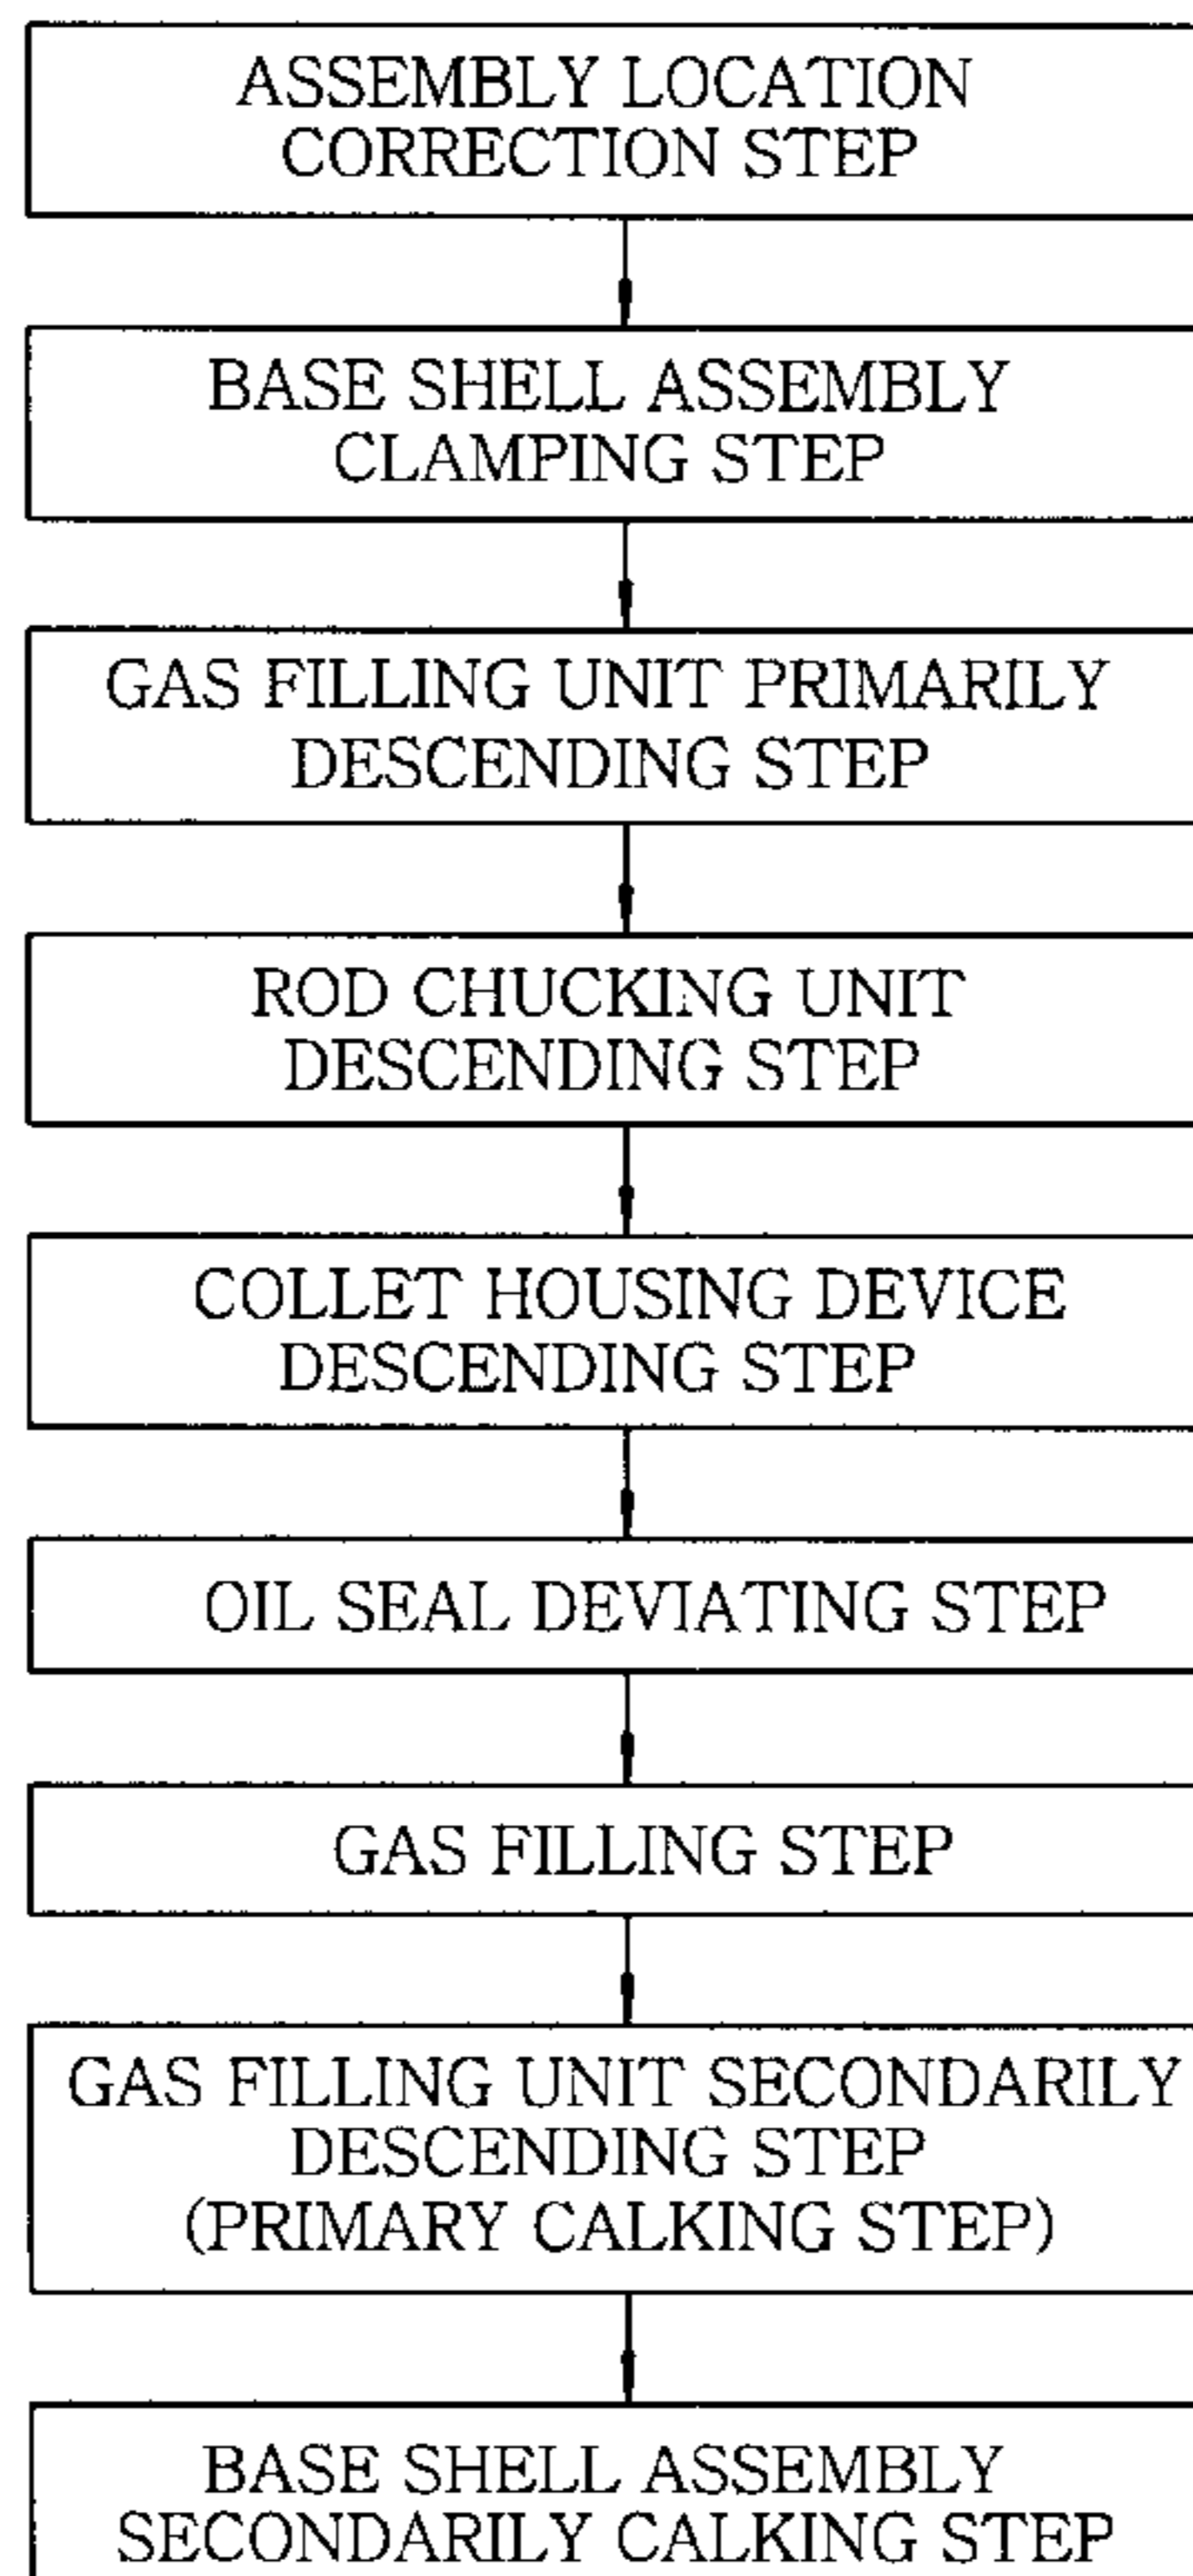 ASSEMBLY LOCATION
CORRECTION STEP
BASE SHELL ASSEMBLY
CLAMPING STEP
GAS FILLING UNIT PRIMARILY
DESCENDING STEP
ROD CHUCKING UNIT
DESCENDING STEP
COLLET HOUSING DEVICE
DESCENDING STEP
OIL SEAL DEVIATING STEP
GAS FILLING STEP
GAS FILLING UNIT SECONDARILY
DESCENDING STEP
(PRIMARY CALKING STEP)
BASE SHELL ASSEMBLY
SECONDARILY CALKING STEP